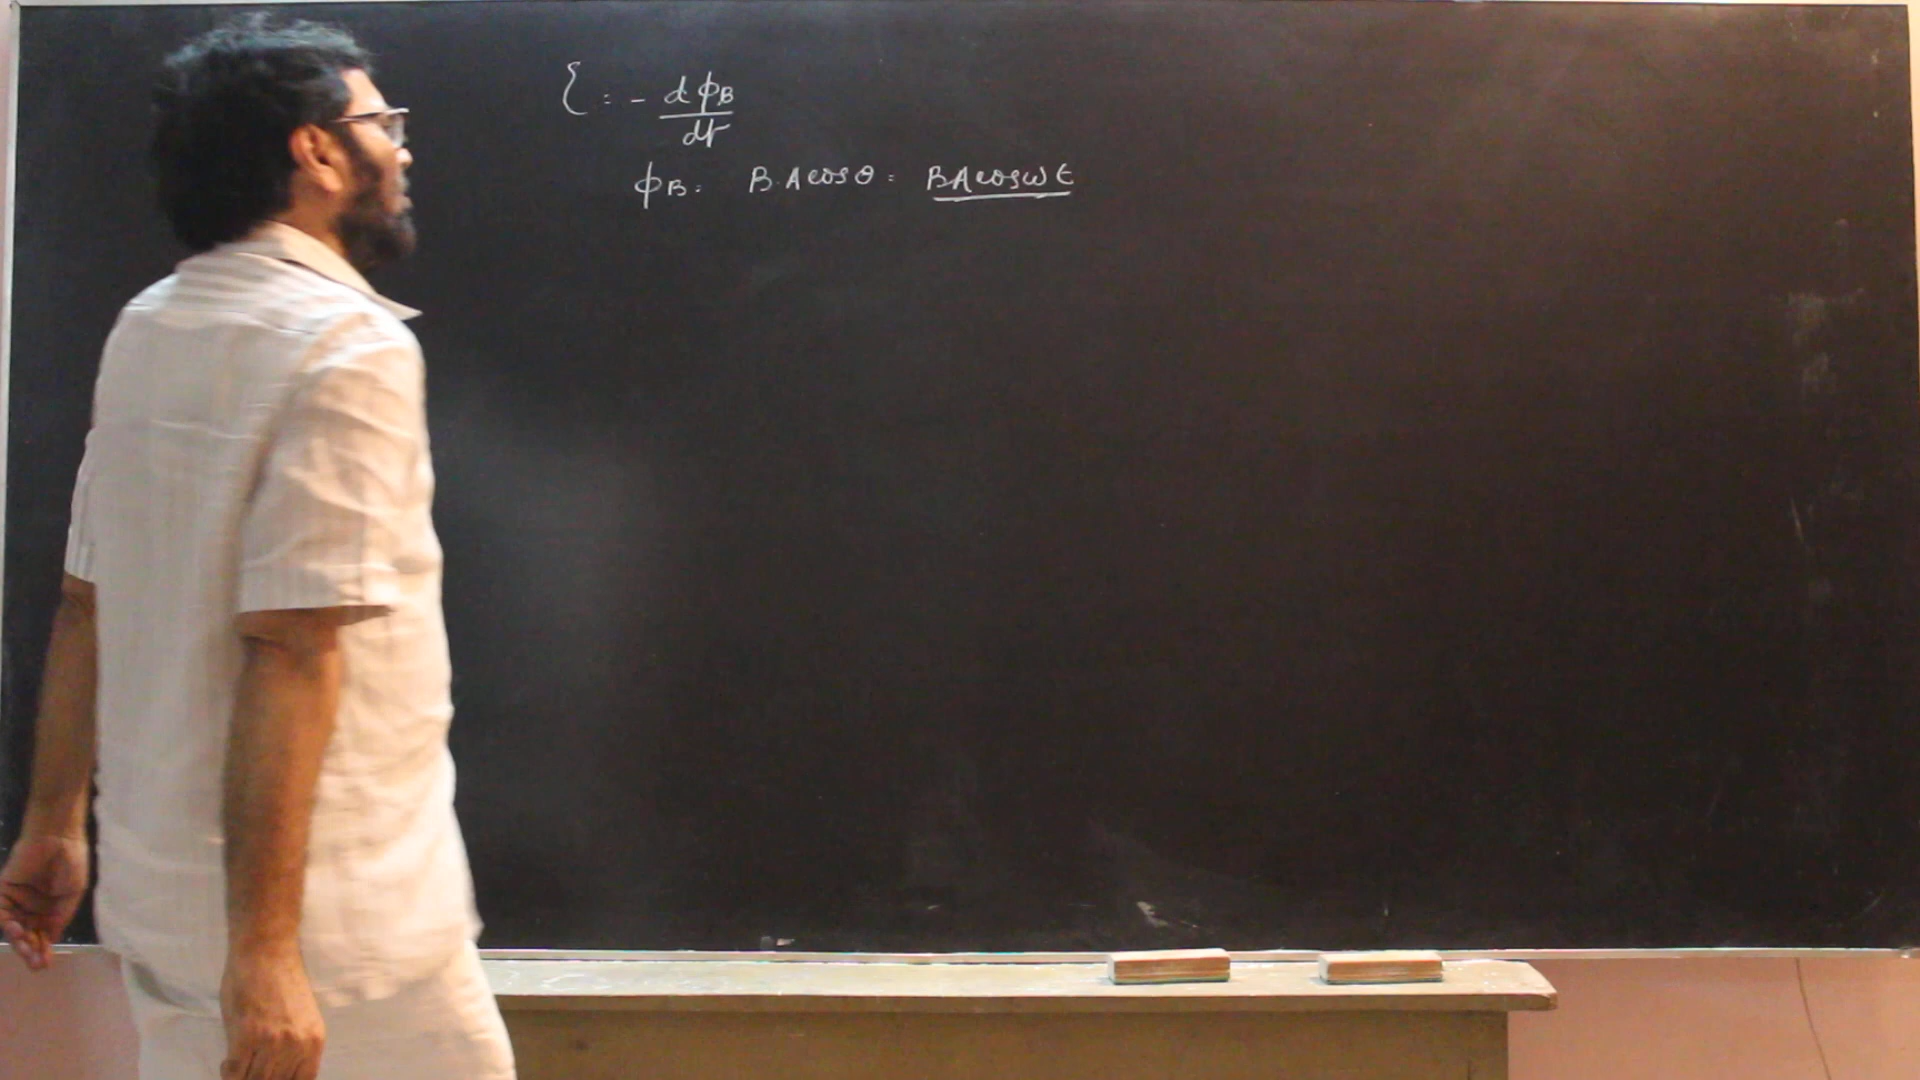 ξ = - dϕB/dt
ϕB = B·A cosθ = BA cosωt